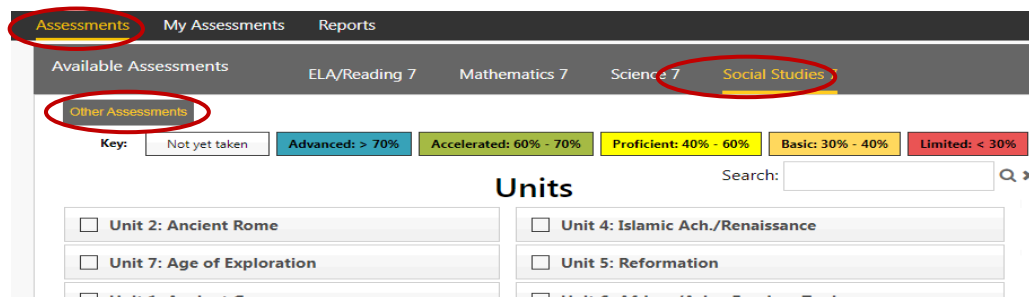 Assessments My Assessments Reports
Available Assessments ELA/Reading 7 Mathematics 7 Science 7 Social Studies 7
Other Assessments
Key: Not yet taken Advanced: > 70% Accelerated: 60% - 70% Proficient: 40% - 60% Basic: 30% - 40% Limited: < 30%
Search:
Units
Unit 2: Ancient Rome Unit 4: Islamic Ach./Renaissance
Unit 7: Age of Exploration Unit 5: Reformation